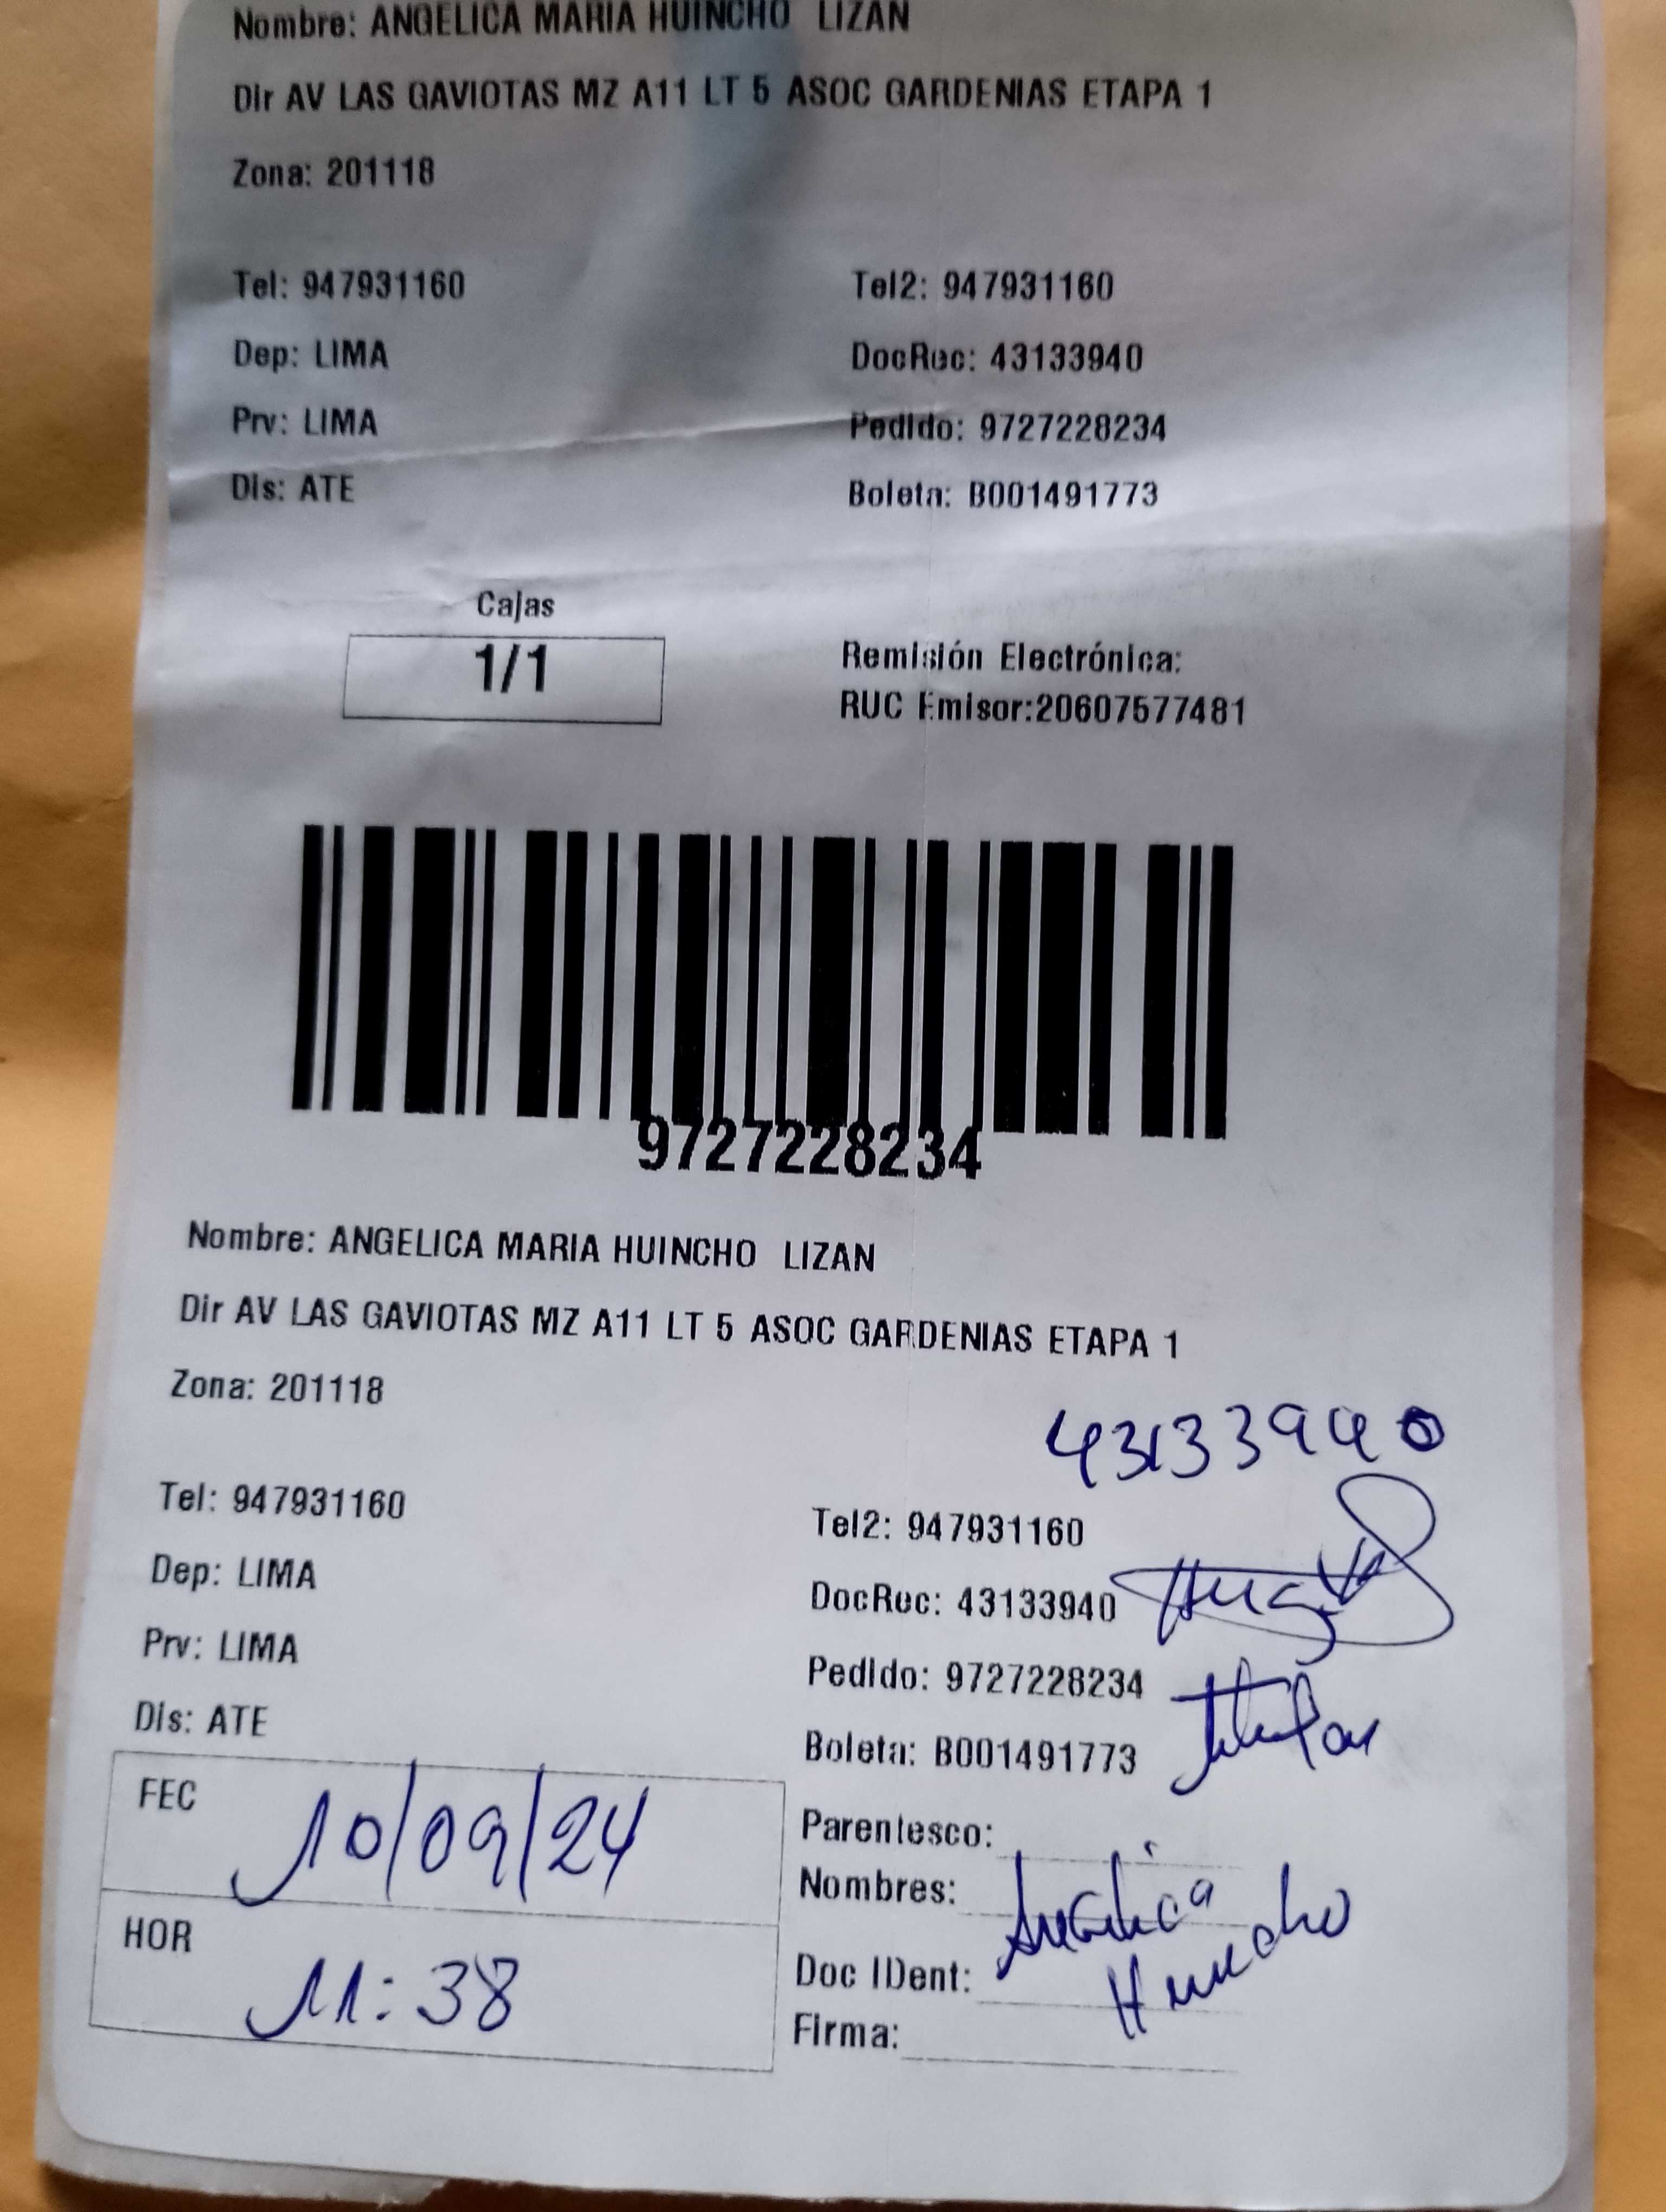 Nombre: ANGELICA MARIA HUINCHO LIZAN
Dir AV LAS GAVIOTAS MZ A11 LT 5 ASOC GARDENIAS ETAPA 1
Zona: 201118
Tel: 947931160 Tel2: 947931160
Dep: LIMA DocRec: 43133940
Prv: LIMA Pedido: 9727228234
Dis: ATE Boleta: B001491773
Cajas
1/1
Remisión Electrónica:
RUC Emisor:20607577481
9727228234
Nombre: ANGELICA MARIA HUINCHO LIZAN
Dir AV LAS GAVIOTAS MZ A11 LT 5 ASOC GARDENIAS ETAPA 1
Zona: 201118
43133940
Tel: 947931160 Tel2: 947931160
Dep: LIMA DocRec: 43133940
Prv: LIMA Pedido: 9727228234
titular
Dis: ATE Boleta: B001491773
FEC 10/09/24
Parentesco:
Nombres: Angelica
Huincho
HOR 11:38
Doc IDent:
Firma: